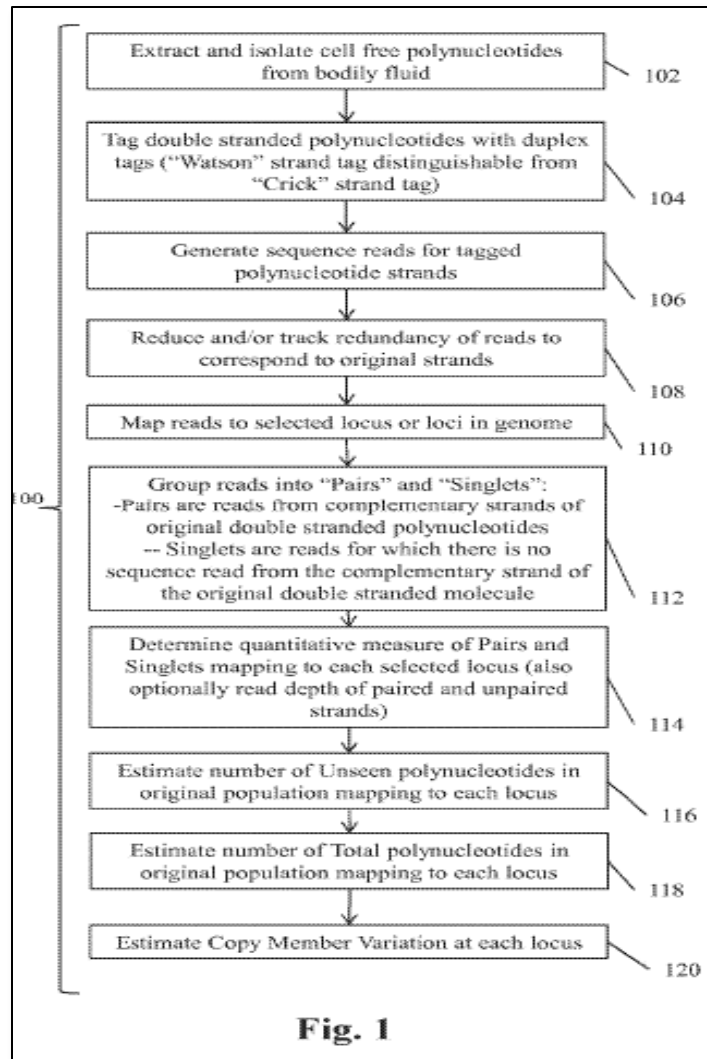 Extract and isolate cell free polynucleotides
from bodily fluid
102
Tag double stranded polynucleotides with duplex
tags (“Watson” strand tag distinguishable from
“Crick” strand tag)
104
Generate sequence reads for tagged
polynucleotide strands
106
Reduce and/or track redundancy of reads to
correspond to original strands
108
Map reads to selected locus or loci in genome
110
100
Group reads into “Pairs” and “Singlets”:
-Pairs are reads from complementary strands of
original double stranded polynucleotides
-- Singlets are reads for which there is no
sequence read from the complementary strand of
the original double stranded molecule
112
Determine quantitative measure of Pairs and
Singlets mapping to each selected locus (also
optionally read depth of paired and unpaired
strands)
114
Estimate number of Unseen polynucleotides in
original population mapping to each locus
116
Estimate number of Total polynucleotides in
original population mapping to each locus
118
Estimate Copy Member Variation at each locus
120
Fig. 1